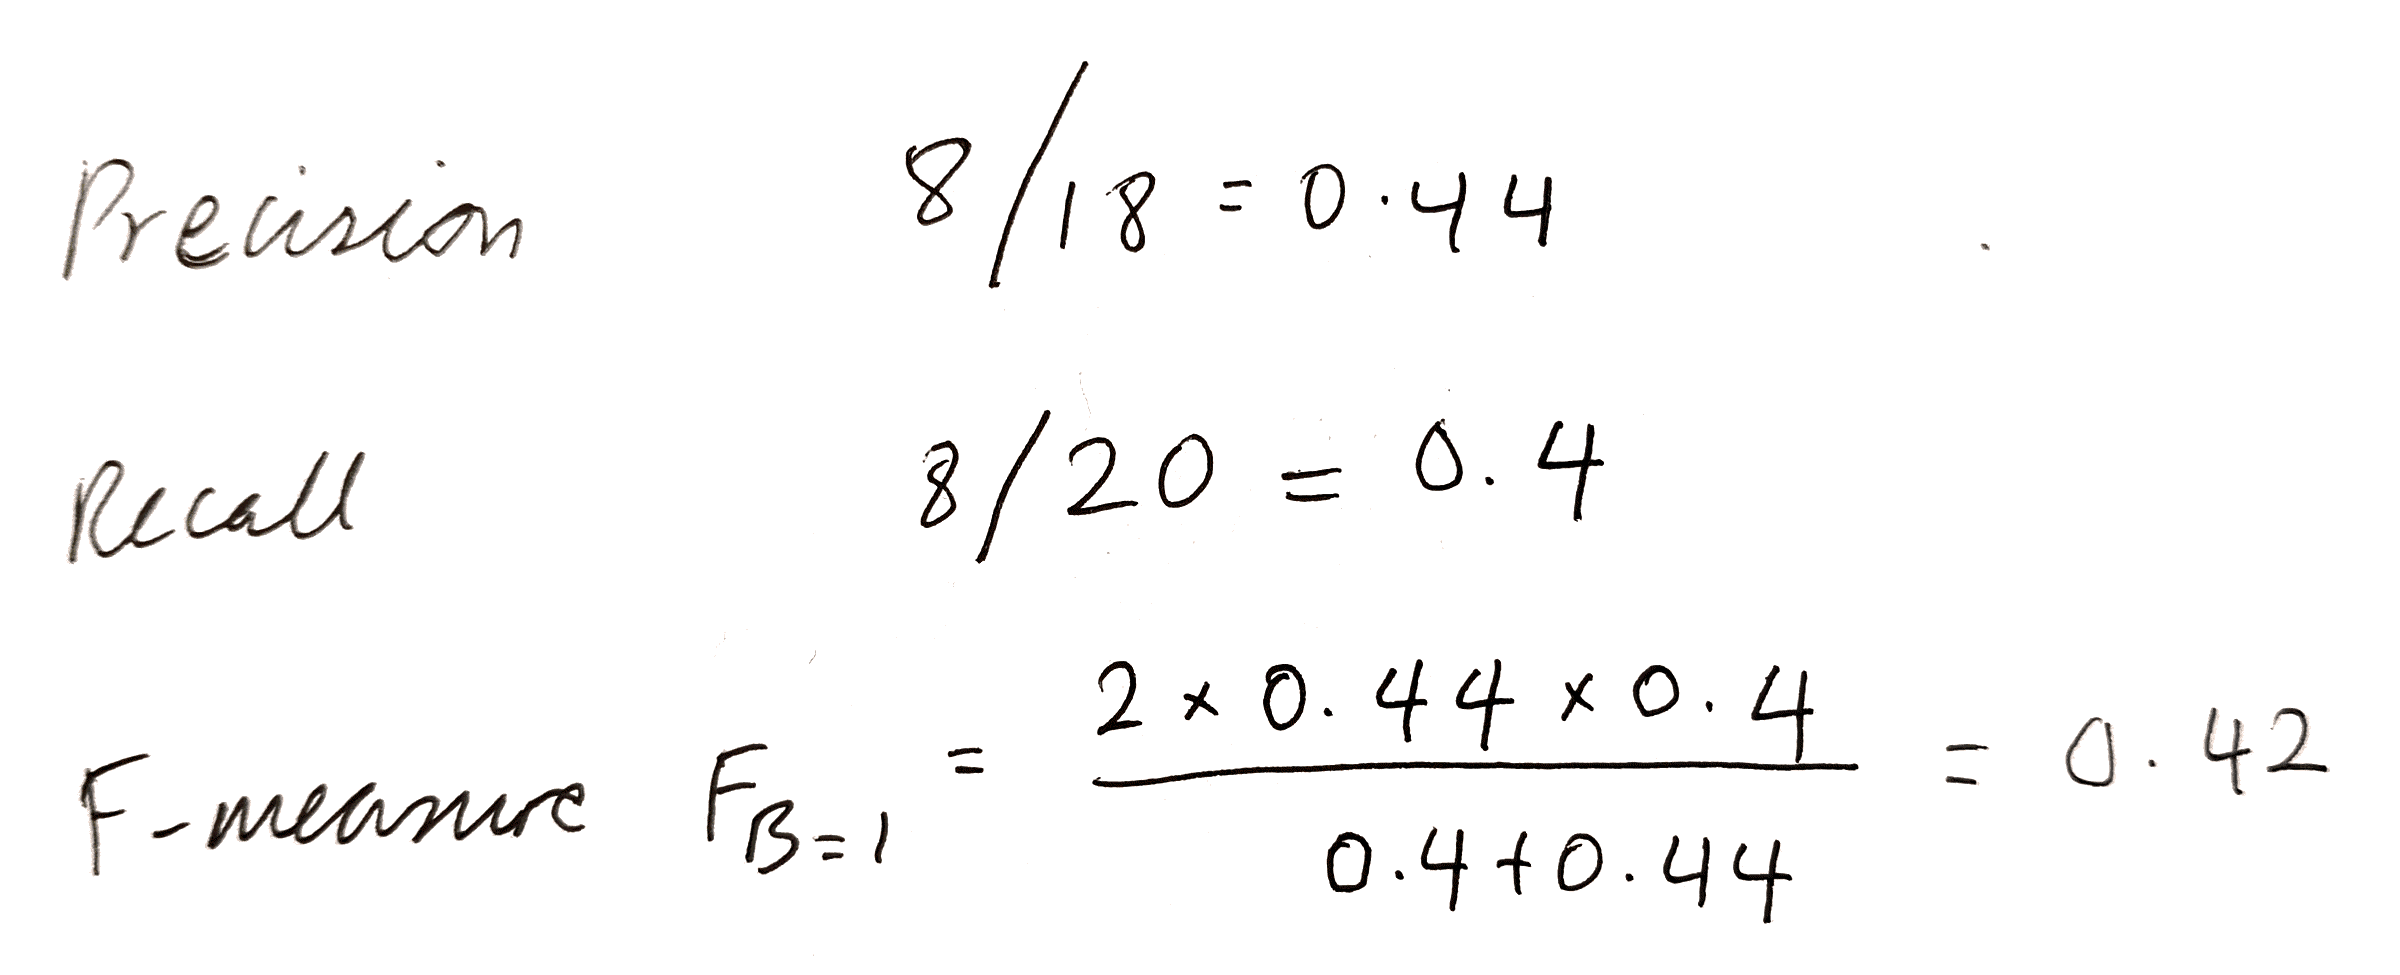 Precision 8/18 = 0.44
Recall 8/20 = 0.4
F-measure F_B=1 = (2 x 0.44 x 0.4) / (0.4+0.44) = 0.42